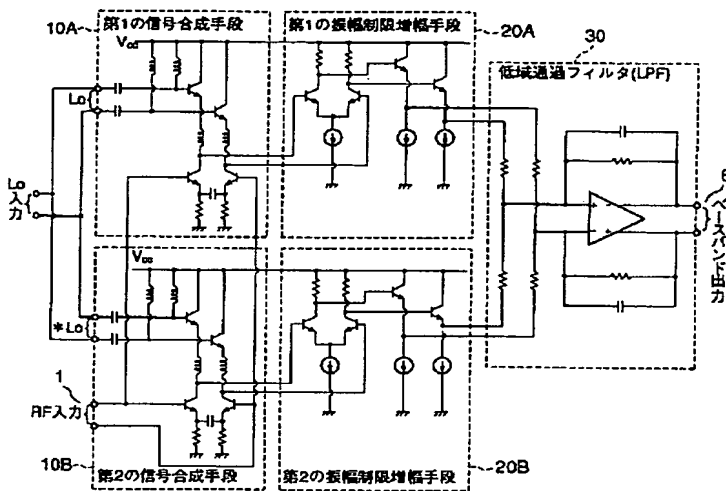 10A
第1の信号合成手段
第1の振幅制限増幅手段
20A
30
低域通過フィルタ(LPF)
Vcc
Lo
Lo
入力
6
ベースバンド出力
Vcc
*Lo
1
RF入力
10B
第2の信号合成手段
第2の振幅制限増幅手段
20B